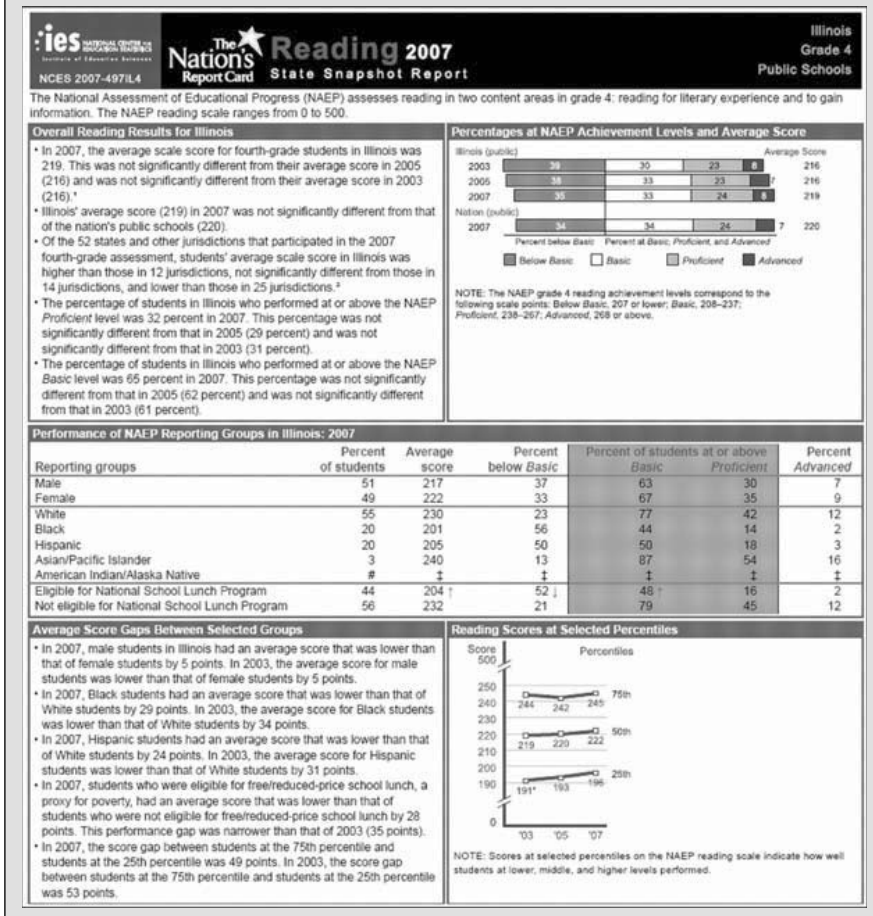 ies NATIONAL CENTER FOR EDUCATION STATISTICS
Institute of Education Sciences
NCES 2007-497IL4
The Nation's Report Card
Reading 2007
State Snapshot Report
Illinois
Grade 4
Public Schools
The National Assessment of Educational Progress (NAEP) assesses reading in two content areas in grade 4: reading for literary experience and to gain
information. The NAEP reading scale ranges from 0 to 500.
Overall Reading Results for Illinois
• In 2007, the average scale score for fourth-grade students in Illinois was
219. This was not significantly different from their average score in 2005
(216) and was not significantly different from their average score in 2003
(216).¹
• Illinois' average score (219) in 2007 was not significantly different from that
of the nation's public schools (220).
• Of the 52 states and other jurisdictions that participated in the 2007
fourth-grade assessment, students' average scale score in Illinois was
higher than those in 12 jurisdictions, not significantly different from those in
14 jurisdictions, and lower than those in 25 jurisdictions.²
• The percentage of students in Illinois who performed at or above the NAEP
Proficient level was 32 percent in 2007. This percentage was not
significantly different from that in 2005 (29 percent) and was not
significantly different from that in 2003 (31 percent).
• The percentage of students in Illinois who performed at or above the NAEP
Basic level was 65 percent in 2007. This percentage was not significantly
different from that in 2005 (62 percent) and was not significantly different
from that in 2003 (61 percent).
Percentages at NAEP Achievement Levels and Average Score
Illinois (public) Average Score
2003 39 30 23 8 216
2005 38 33 23 7 216
2007 35 33 24 8 219
Nation (public)
2007 34 34 24 7 220
Percent below Basic Percent at Basic, Proficient, and Advanced
Below Basic Basic Proficient Advanced
NOTE: The NAEP grade 4 reading achievement levels correspond to the
following scale points: Below Basic, 207 or lower; Basic, 208–237;
Proficient, 238–267; Advanced, 268 or above.
Performance of NAEP Reporting Groups in Illinois: 2007
Percent Average Percent Percent of students at or above Percent
Reporting groups of students score below Basic Basic Proficient Advanced
Male 51 217 37 63 30 7
Female 49 222 33 67 35 9
White 55 230 23 77 42 12
Black 20 201 56 44 14 2
Hispanic 20 205 50 50 18 3
Asian/Pacific Islander 3 240 13 87 54 16
American Indian/Alaska Native # ‡ ‡ ‡ ‡ ‡
Eligible for National School Lunch Program 44 204 ↑ 52 ↓ 48 ↑ 16 2
Not eligible for National School Lunch Program 56 232 21 79 45 12
Average Score Gaps Between Selected Groups
• In 2007, male students in Illinois had an average score that was lower than
that of female students by 5 points. In 2003, the average score for male
students was lower than that of female students by 5 points.
• In 2007, Black students had an average score that was lower than that of
White students by 29 points. In 2003, the average score for Black students
was lower than that of White students by 34 points.
• In 2007, Hispanic students had an average score that was lower than that
of White students by 24 points. In 2003, the average score for Hispanic
students was lower than that of White students by 31 points.
• In 2007, students who were eligible for free/reduced-price school lunch, a
proxy for poverty, had an average score that was lower than that of
students who were not eligible for free/reduced-price school lunch by 28
points. This performance gap was narrower than that of 2003 (35 points).
• In 2007, the score gap between students at the 75th percentile and
students at the 25th percentile was 49 points. In 2003, the score gap
between students at the 75th percentile and students at the 25th percentile
was 53 points.
Reading Scores at Selected Percentiles
Score Percentiles
500
250
240 244 242 245 75th
230
220 219 220 222 50th
210
200
190 191* 193 196 25th
0
'03 '05 '07
NOTE: Scores at selected percentiles on the NAEP reading scale indicate how well
students at lower, middle, and higher levels performed.